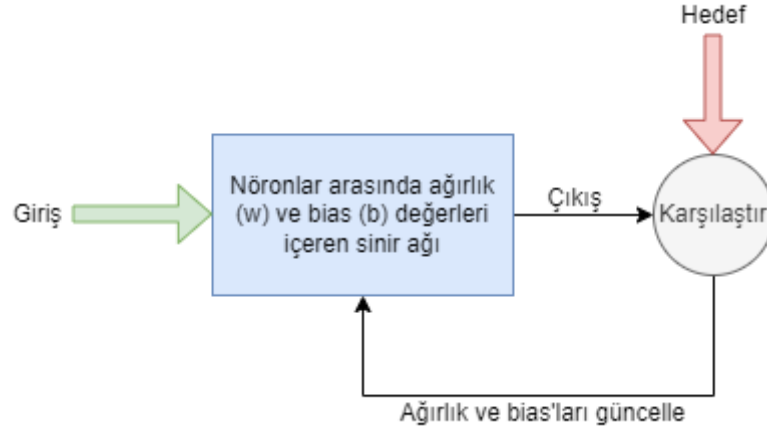 Hedef
Giriş
Nöronlar arasında ağırlık
(w) ve bias (b) değerleri
içeren sinir ağı
Çıkış
Karşılaştır
Ağırlık ve bias'ları güncelle